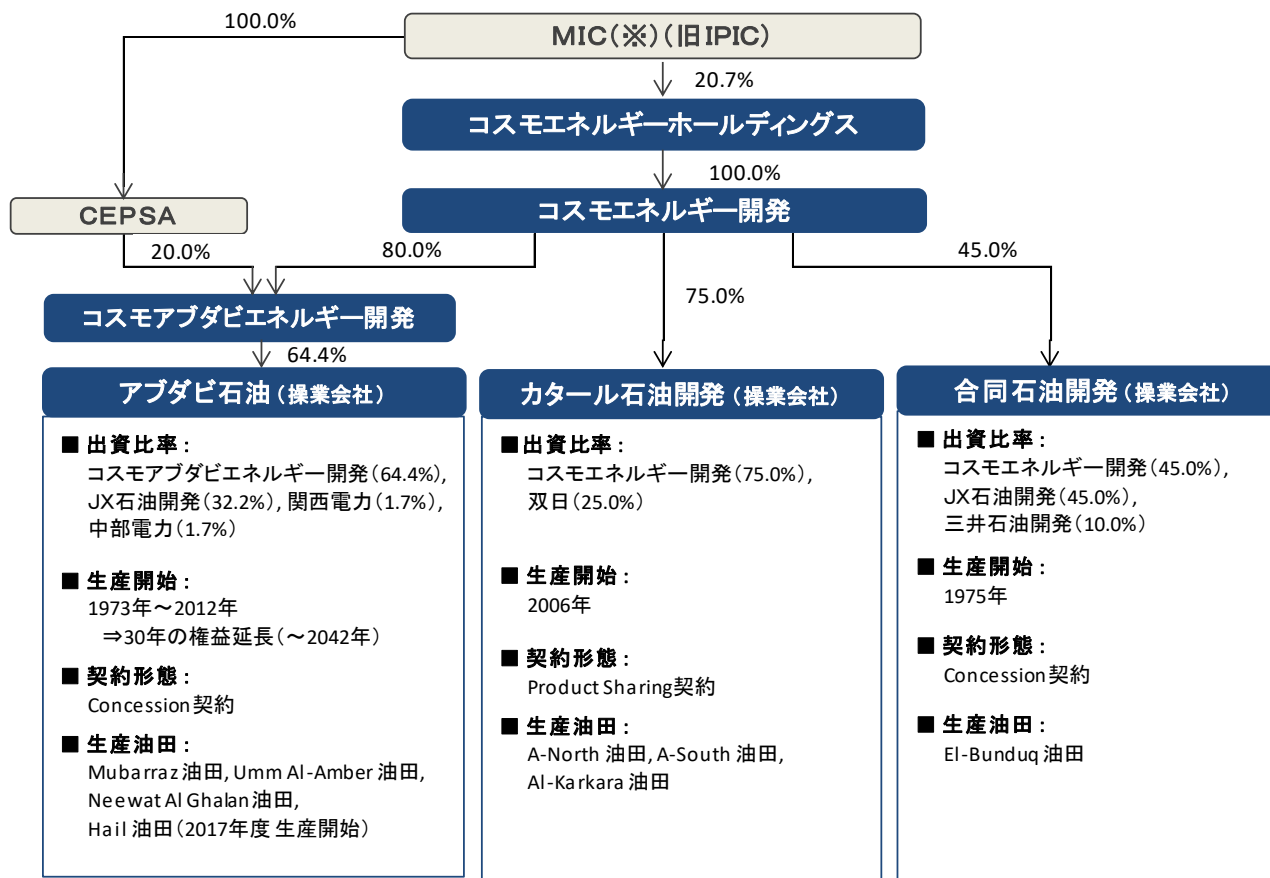 100.0%
MIC(※)(旧IPIC)
20.7%
コスモエネルギーホールディングス
100.0%
CEPSA
コスモエネルギー開発
20.0%
80.0%
45.0%
75.0%
コスモアブダビエネルギー開発
64.4%
アブダビ石油(操業会社)
■ 出資比率:
コスモアブダビエネルギー開発(64.4%),
JX石油開発(32.2%), 関西電力(1.7%),
中部電力(1.7%)
■ 生産開始:
1973年～2012年
⇒30年の権益延長(～2042年)
■ 契約形態:
Concession契約
■ 生産油田:
Mubarraz 油田, Umm Al-Amber 油田,
Neewat Al Ghalan油田,
Hail 油田(2017年度 生産開始)
カタール石油開発(操業会社)
■出資比率:
コスモエネルギー開発(75.0%),
双日(25.0%)
■ 生産開始:
2006年
■ 契約形態:
Product Sharing契約
■ 生産油田:
A-North 油田, A-South 油田,
Al-Karkara 油田
合同石油開発(操業会社)
■ 出資比率:
コスモエネルギー開発(45.0%),
JX石油開発(45.0%),
三井石油開発(10.0%)
■ 生産開始:
1975年
■ 契約形態:
Concession契約
■ 生産油田:
El-Bunduq 油田